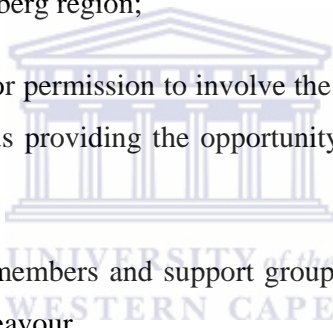 berg region;
or permission to involve the
us providing the opportunity
UNIVERSITY of the
members and support group
WESTERN CAPE
eavour